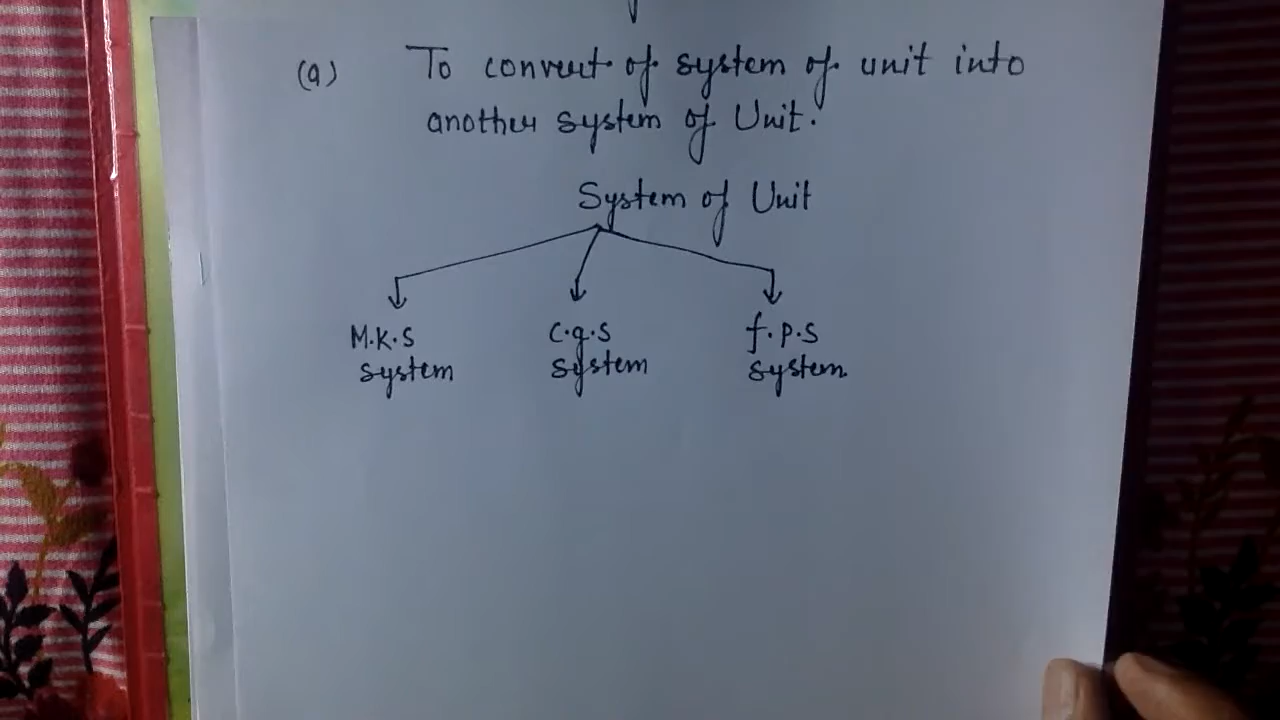 (a) To convert of system of unit into
another system of Unit.
System of Unit
M.K.S C.g.S f.P.S
system system system